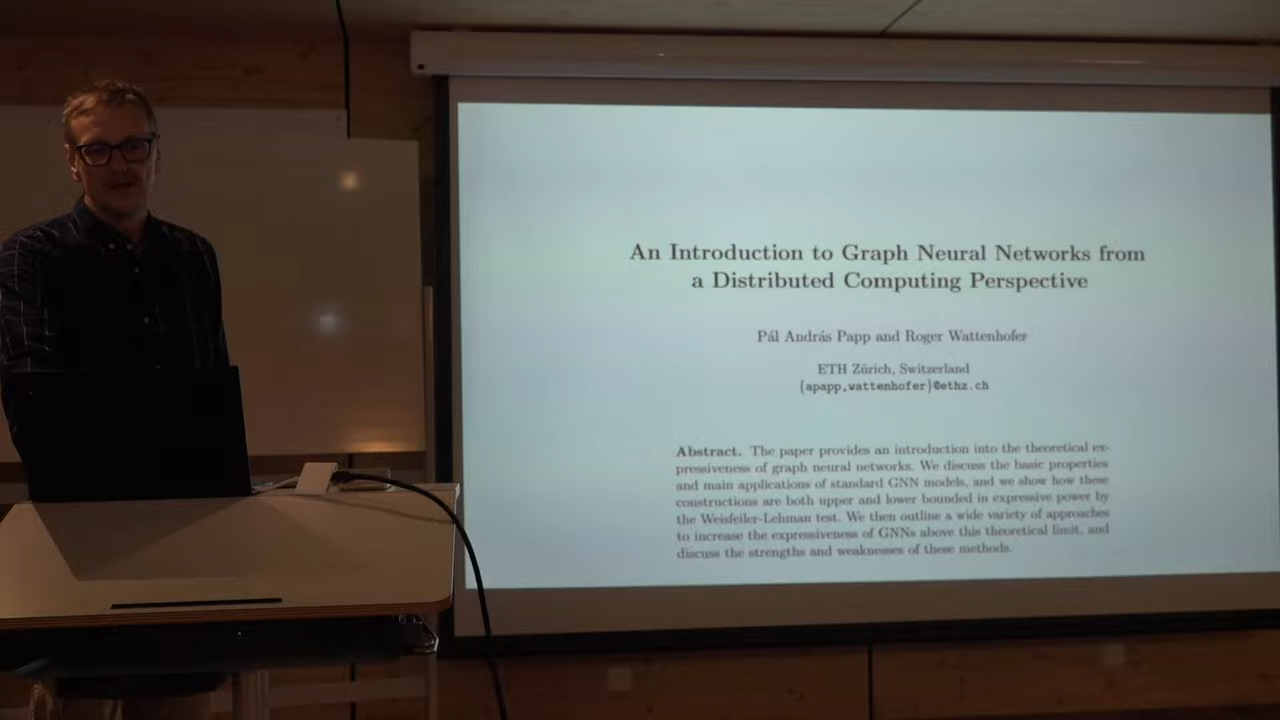 An Introduction to Graph Neural Networks from
a Distributed Computing Perspective
Pál András Papp and Roger Wattenhofer
ETH Zürich, Switzerland
{apapp,wattenhofer}@ethz.ch
Abstract. The paper provides an introduction into the theoretical ex-
pressiveness of graph neural networks. We discuss the basic properties
and main applications of standard GNN models, and we show how these
constructions are both upper and lower bounded in expressive power by
the Weisfeiler-Lehman test. We then outline a wide variety of approaches
to increase the expressiveness of GNNs above this theoretical limit, and
discuss the strengths and weaknesses of these methods.